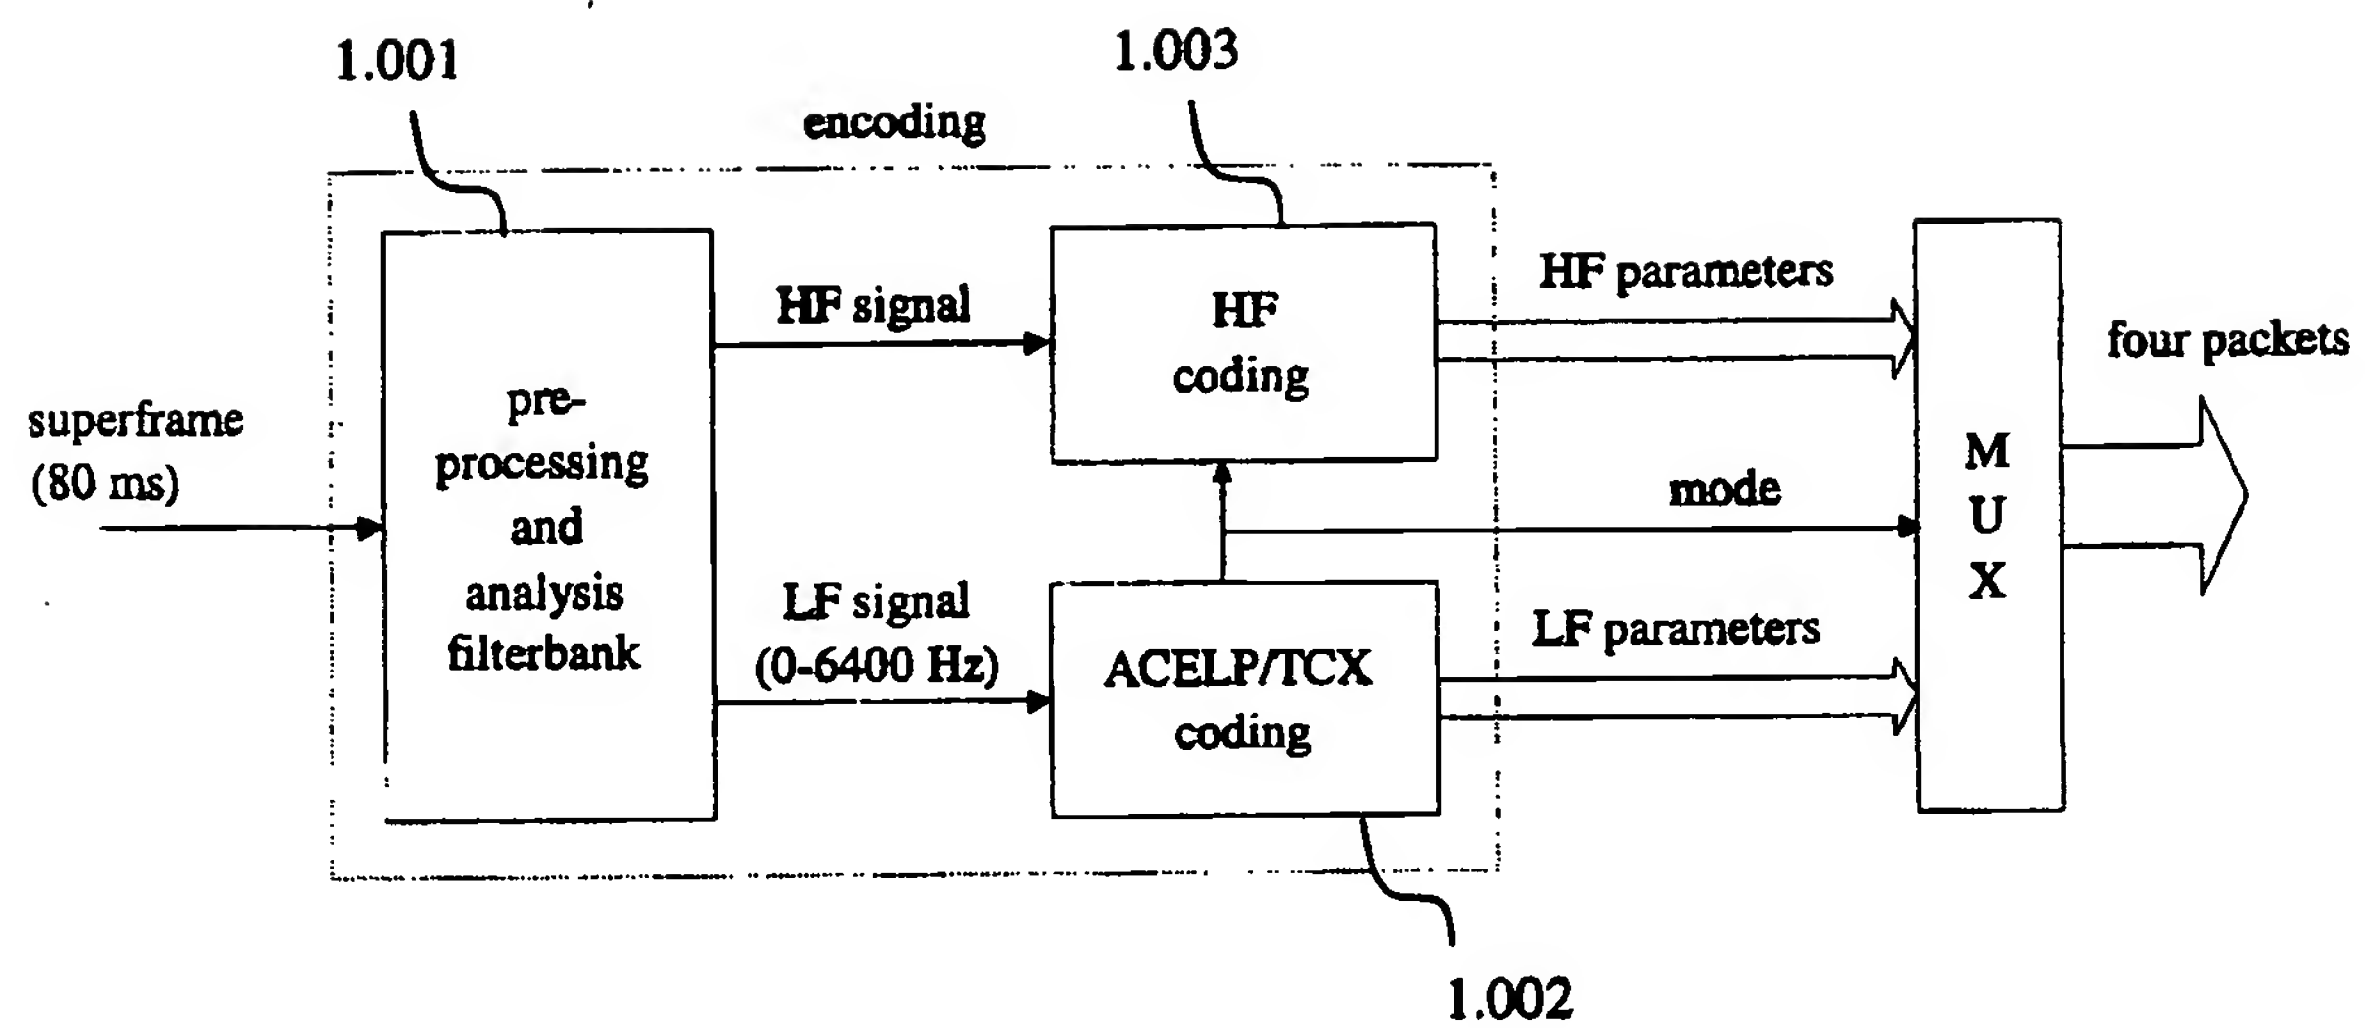 1.001
1.003
encoding
superframe
(80 ms)
pre-
processing
and
analysis
filterbank
HF signal
LF signal
(0-6400 Hz)
HF
coding
ACELP/TCX
coding
HF parameters
mode
LF parameters
M
U
X
four packets
1.002